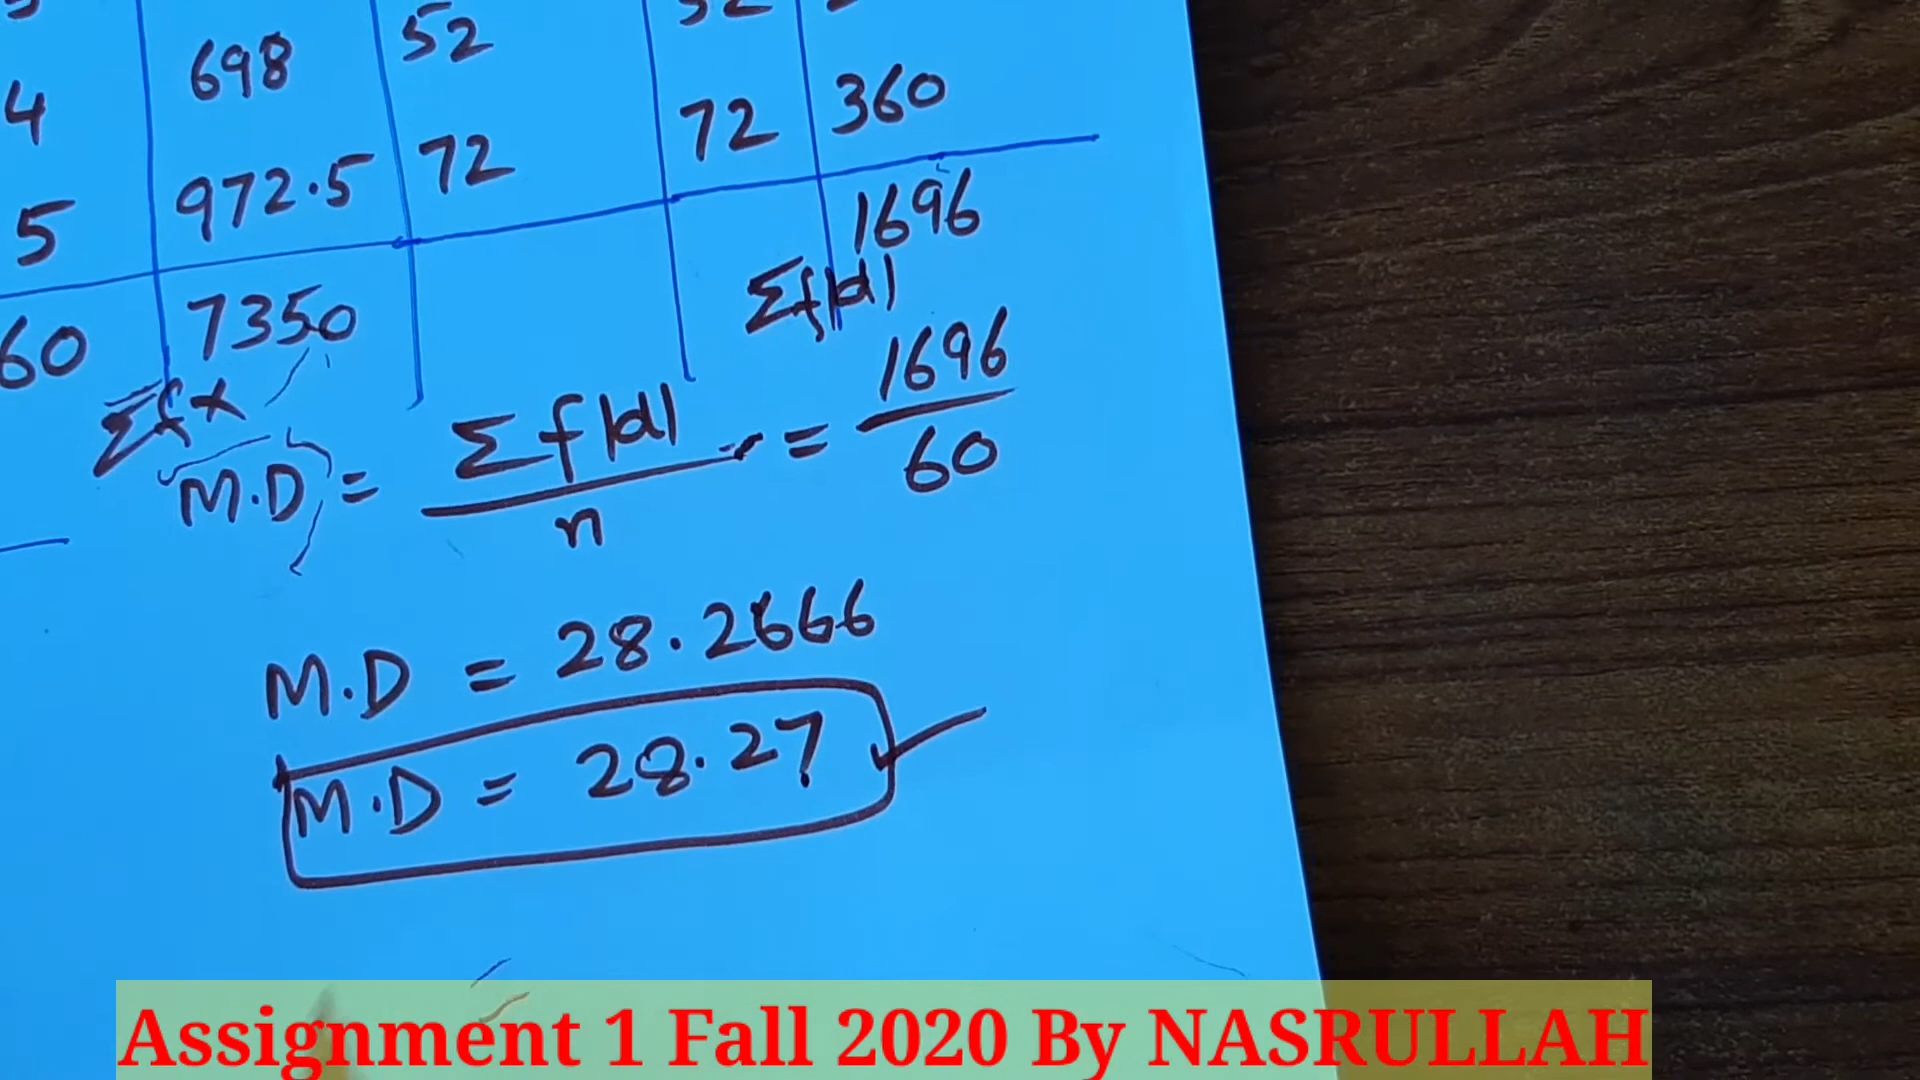 4 698 52
5 972.5 72 72 360
60 7350 1696
Σfx Σf|d|
M.D = Σf|d| / n = 1696 / 60
M.D = 28.2666
M.D = 28.27
Assignment 1 Fall 2020 By NASRULLAH